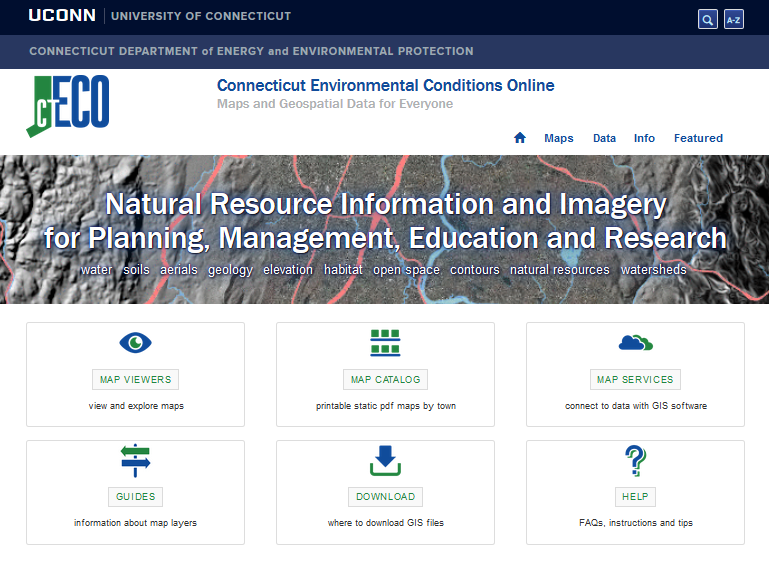 UCONN UNIVERSITY OF CONNECTICUT
A-Z
CONNECTICUT DEPARTMENT of ENERGY and ENVIRONMENTAL PROTECTION
CTECO
Connecticut Environmental Conditions Online
Maps and Geospatial Data for Everyone
Maps Data Info Featured
Natural Resource Information and Imagery
for Planning, Management, Education and Research
water soils aerials geology elevation habitat open space contours natural resources watersheds
MAP VIEWERS
view and explore maps
MAP CATALOG
printable static pdf maps by town
MAP SERVICES
connect to data with GIS software
GUIDES
information about map layers
DOWNLOAD
where to download GIS files
HELP
FAQs, instructions and tips